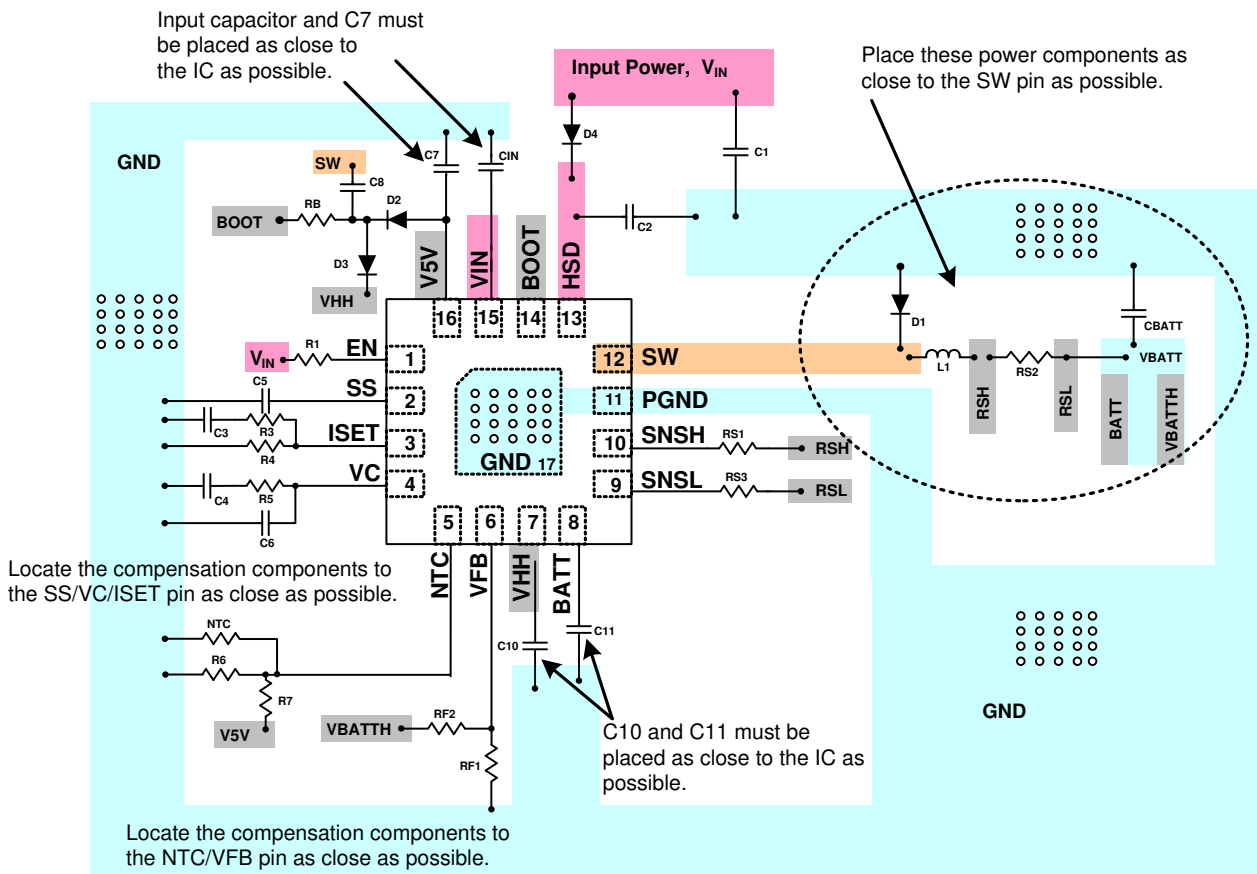 Input capacitor and C7 must
be placed as close to
the IC as possible.
Input Power, VIN
Place these power components as
close to the SW pin as possible.
D4
C1
GND
SW
C7
CIN
C8
RB
D2
BOOT
C2
D3
VHH
V5V
VIN
BOOT
HSD
16
15
14
13
D1
CBATT
VIN
R1
EN
1
12
SW
L1
RSH
RS2
RSL
VBATT
BATT
VBATTH
C5
SS
2
11
PGND
C3
R3
R4
ISET
3
GND 17
10
SNSH
RS1
RSH
C4
R5
C6
VC
4
9
SNSL
RS3
RSL
5
6
7
8
NTC
VFB
VHH
BATT
Locate the compensation components to
the SS/VC/ISET pin as close as possible.
NTC
R6
R7
V5V
C10
C11
VBATTH
RF2
RF1
C10 and C11 must be
placed as close to the IC as
possible.
GND
Locate the compensation components to
the NTC/VFB pin as close as possible.